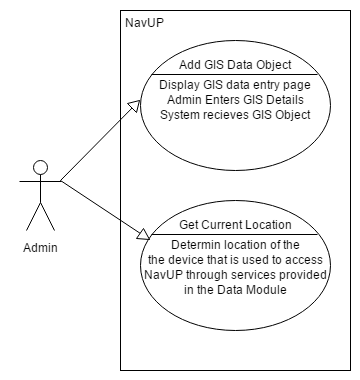 NavUP
Add GIS Data Object
Display GIS data entry page
Admin Enters GIS Details
System recieves GIS Object
Admin
Get Current Location
Determin location of the
the device that is used to access
NavUP through services provided
in the Data Module